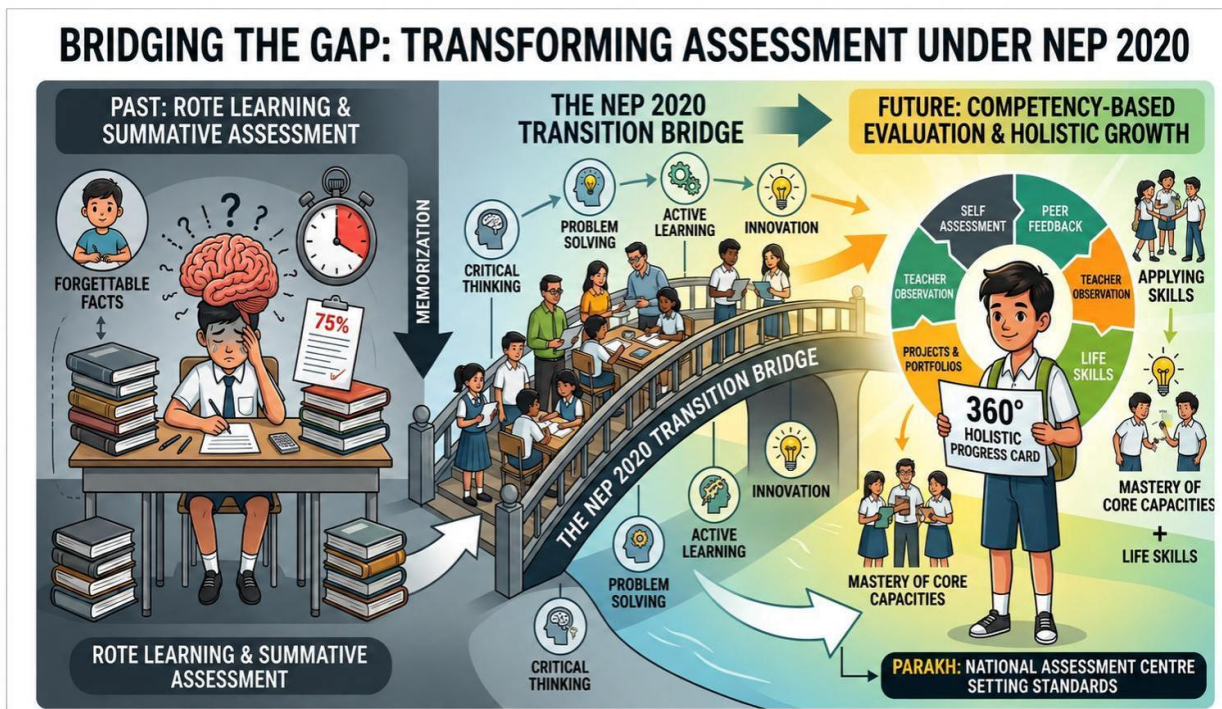 BRIDGING THE GAP: TRANSFORMING ASSESSMENT UNDER NEP 2020
PAST: ROTE LEARNING &
SUMMATIVE ASSESSMENT
FORGETTABLE
FACTS
? ? ?
75%
MEMORIZATION
ROTE LEARNING & SUMMATIVE
ASSESSMENT
THE NEP 2020
TRANSITION BRIDGE
CRITICAL
THINKING
PROBLEM
SOLVING
ACTIVE
LEARNING
INNOVATION
THE NEP 2020 TRANSITION BRIDGE
CRITICAL
THINKING
PROBLEM
SOLVING
ACTIVE
LEARNING
INNOVATION
FUTURE: COMPETENCY-BASED
EVALUATION & HOLISTIC GROWTH
SELF
ASSESSMENT
PEER
FEEDBACK
TEACHER
OBSERVATION
TEACHER
OBSERVATION
PROJECTS &
PORTFOLIOS
LIFE
SKILLS
360°
HOLISTIC
PROGRESS CARD
APPLYING
SKILLS
MASTERY OF
CORE CAPACITIES
+
LIFE SKILLS
MASTERY OF CORE
CAPACITIES
PARAKH: NATIONAL ASSESSMENT CENTRE
SETTING STANDARDS